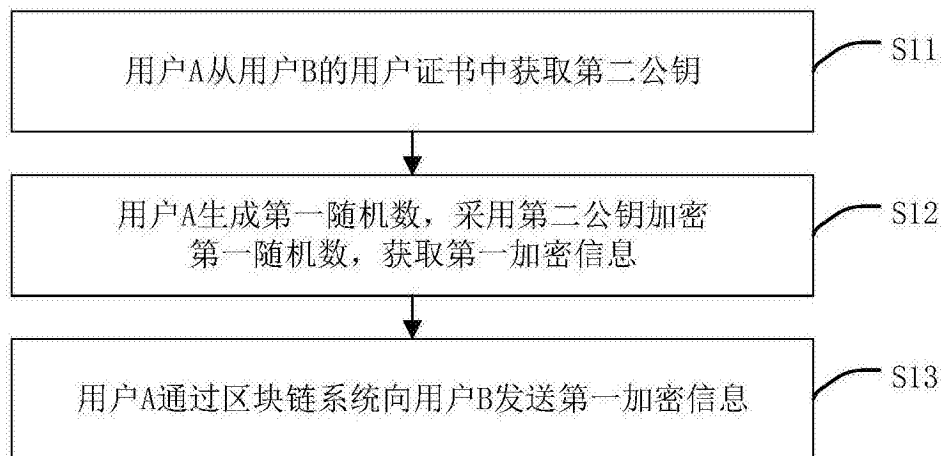 用户A从用户B的用户证书中获取第二公钥
S11
用户A生成第一随机数，采用第二公钥加密
第一随机数，获取第一加密信息
S12
用户A通过区块链系统向用户B发送第一加密信息
S13